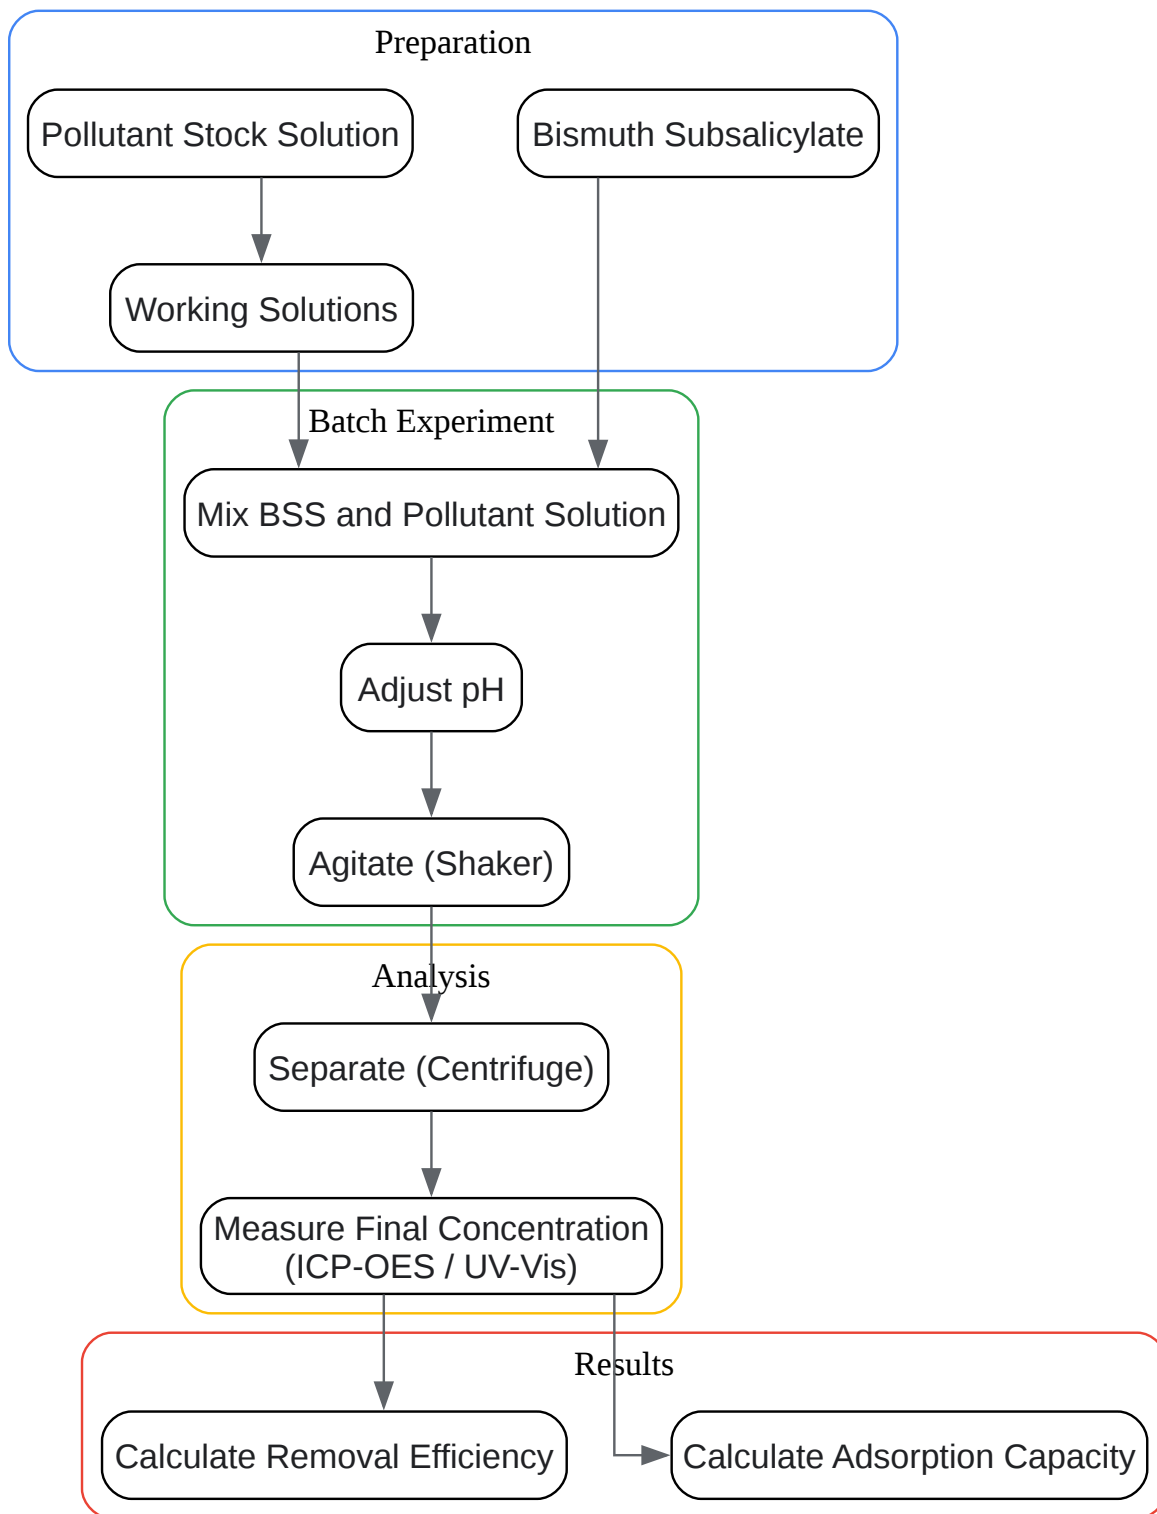 Preparation
Pollutant Stock Solution
Bismuth Subsalicylate
Working Solutions
Batch Experiment
Mix BSS and Pollutant Solution
Adjust pH
Agitate (Shaker)
Analysis
Separate (Centrifuge)
Measure Final Concentration
(ICP-OES / UV-Vis)
Results
Calculate Removal Efficiency
Calculate Adsorption Capacity